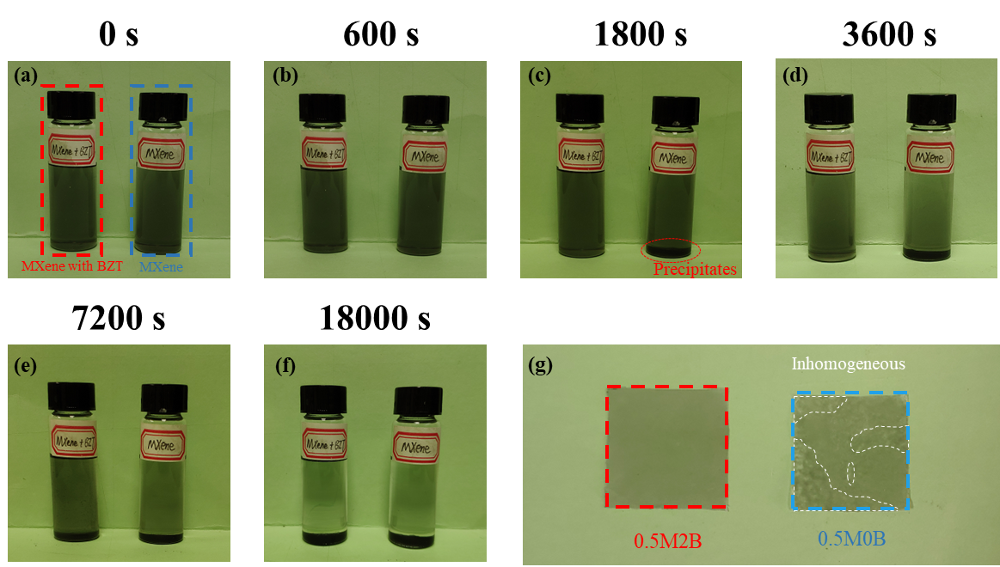 0 s
600 s
1800 s
3600 s
(a)
MXene + BZT
MXene
MXene with BZT
MXene
(b)
MXene + BZT
MXene
(c)
MXene + BZT
MXene
Precipitates
(d)
MXene + BZT
MXene
7200 s
18000 s
(e)
MXene + BZT
MXene
(f)
MXene + BZT
MXene
(g)
Inhomogeneous
0.5M2B
0.5M0B